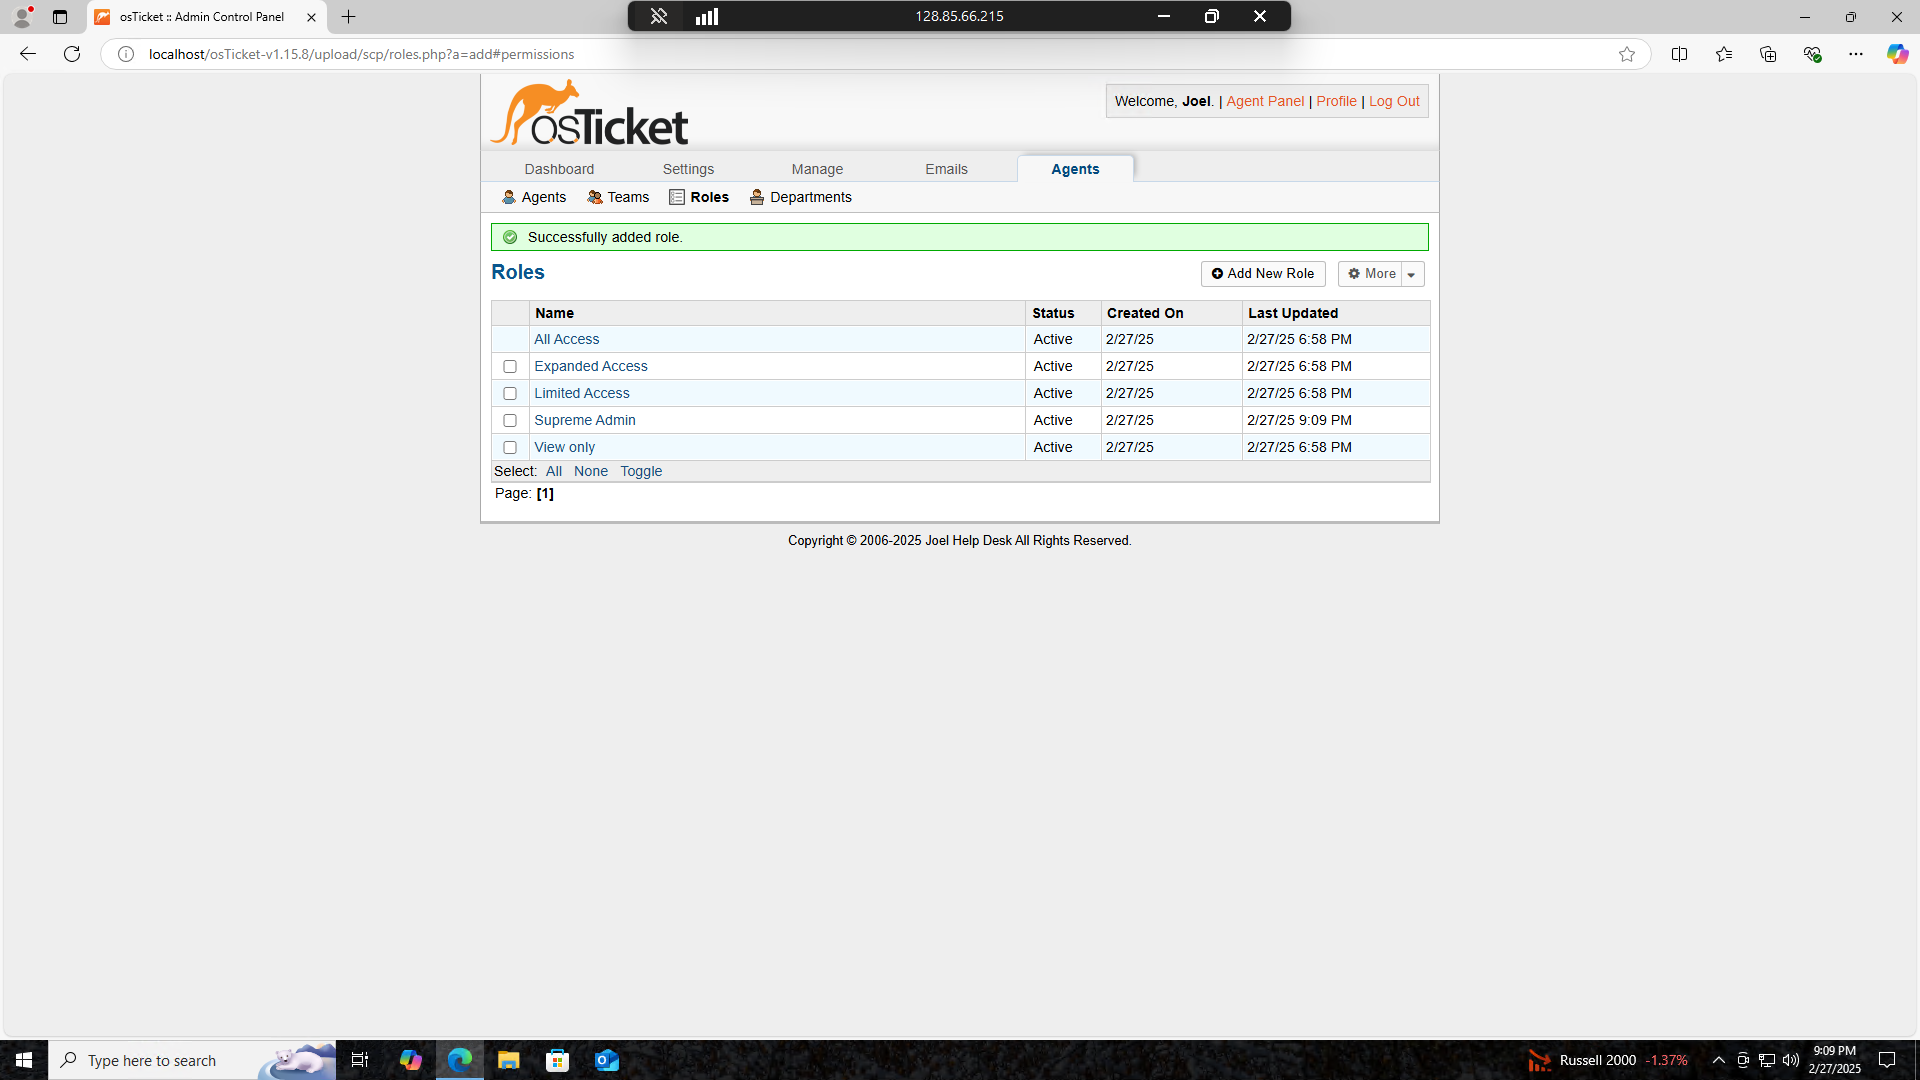 osTicket :: Admin Control Panel
128.85.66.215
localhost/osTicket-v1.15.8/upload/scp/roles.php?a=add#permissions
osTicket
Welcome, Joel. | Agent Panel | Profile | Log Out
Dashboard Settings Manage Emails Agents
Agents Teams Roles Departments
Successfully added role.
Roles
Add New Role More
Name Status Created On Last Updated
All Access Active 2/27/25 2/27/25 6:58 PM
Expanded Access Active 2/27/25 2/27/25 6:58 PM
Limited Access Active 2/27/25 2/27/25 6:58 PM
Supreme Admin Active 2/27/25 2/27/25 9:09 PM
View only Active 2/27/25 2/27/25 6:58 PM
Select: All None Toggle
Page: [1]
Copyright © 2006-2025 Joel Help Desk All Rights Reserved.
Type here to search
Russell 2000 -1.37%
9:09 PM
2/27/2025